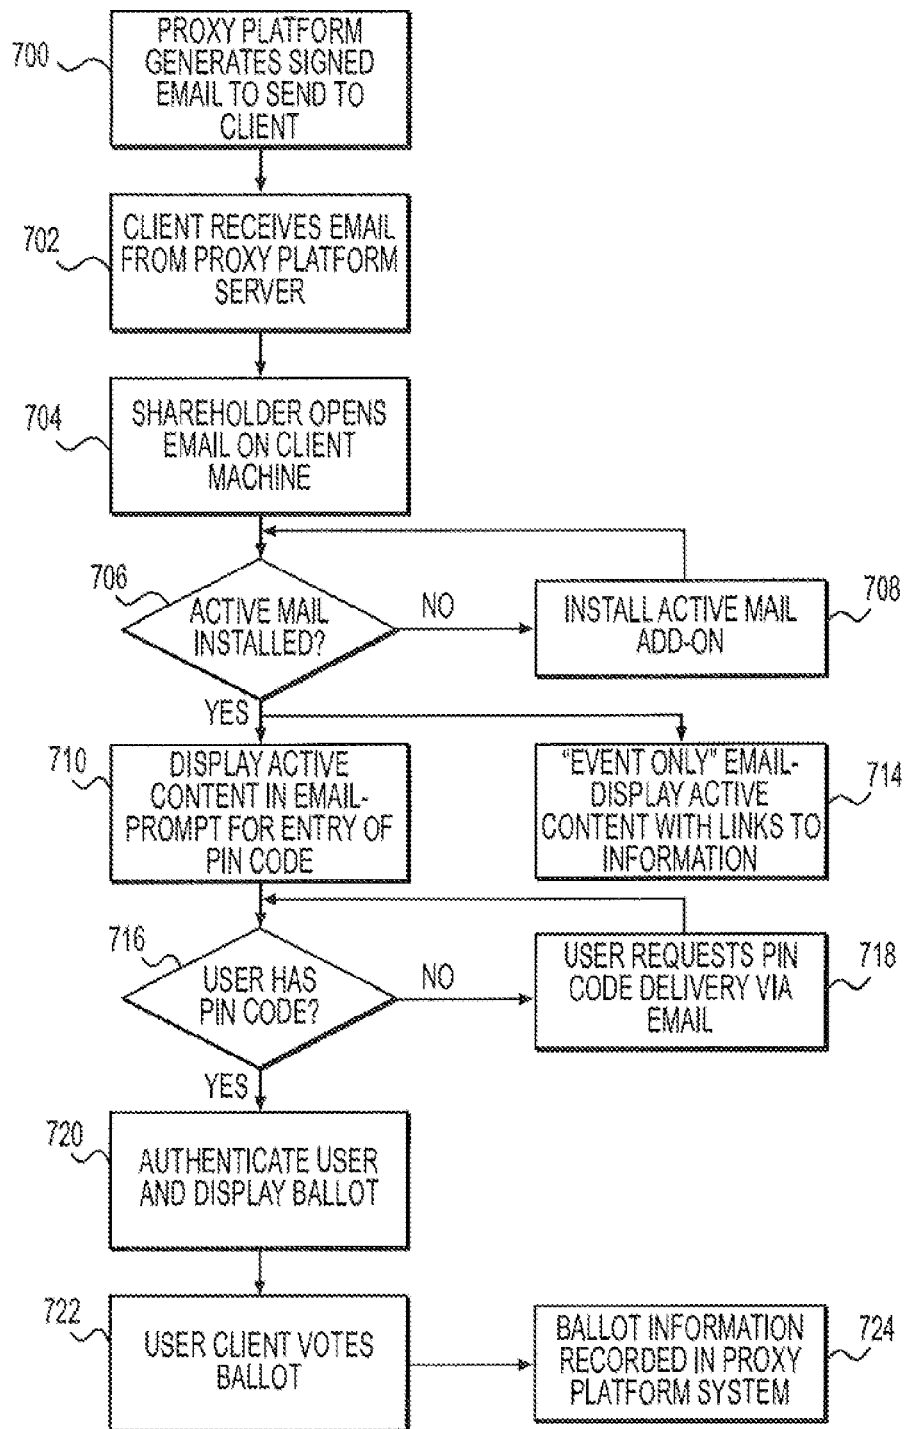 700
PROXY PLATFORM
GENERATES SIGNED
EMAIL TO SEND TO
CLIENT
702
CLIENT RECEIVES EMAIL
FROM PROXY PLATFORM
SERVER
704
SHAREHOLDER OPENS
EMAIL ON CLIENT
MACHINE
706
ACTIVE MAIL
INSTALLED?
NO
INSTALL ACTIVE MAIL
ADD-ON
708
YES
710
DISPLAY ACTIVE
CONTENT IN EMAIL-
PROMPT FOR ENTRY OF
PIN CODE
"EVENT ONLY" EMAIL-
DISPLAY ACTIVE
CONTENT WITH LINKS TO
INFORMATION
714
716
USER HAS
PIN CODE?
NO
USER REQUESTS PIN
CODE DELIVERY VIA
EMAIL
718
YES
720
AUTHENTICATE USER
AND DISPLAY BALLOT
722
USER CLIENT VOTES
BALLOT
BALLOT INFORMATION
RECORDED IN PROXY
PLATFORM SYSTEM
724